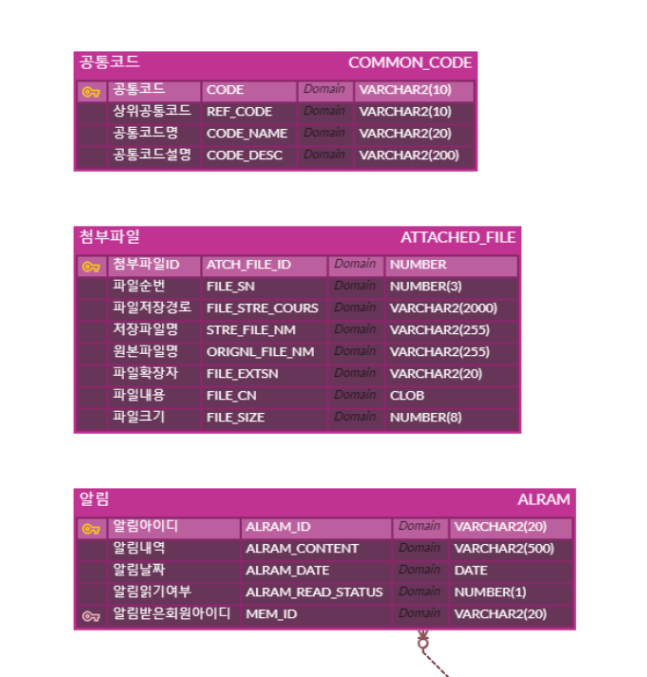 공통코드 COMMON_CODE
공통코드 CODE Domain VARCHAR2(10)
상위공통코드 REF_CODE Domain VARCHAR2(10)
공통코드명 CODE_NAME Domain VARCHAR2(20)
공통코드설명 CODE_DESC Domain VARCHAR2(200)
첨부파일 ATTACHED_FILE
첨부파일ID ATCH_FILE_ID Domain NUMBER
파일순번 FILE_SN Domain NUMBER(3)
파일저장경로 FILE_STRE_COURS Domain VARCHAR2(2000)
저장파일명 STRE_FILE_NM Domain VARCHAR2(255)
원본파일명 ORIGNL_FILE_NM Domain VARCHAR2(255)
파일확장자 FILE_EXTSN Domain VARCHAR2(20)
파일내용 FILE_CN Domain CLOB
파일크기 FILE_SIZE Domain NUMBER(8)
알림 ALRAM
알림아이디 ALRAM_ID Domain VARCHAR2(20)
알림내역 ALRAM_CONTENT Domain VARCHAR2(500)
알림날짜 ALRAM_DATE Domain DATE
알림읽기여부 ALRAM_READ_STATUS Domain NUMBER(1)
알림받은회원아이디 MEM_ID Domain VARCHAR2(20)